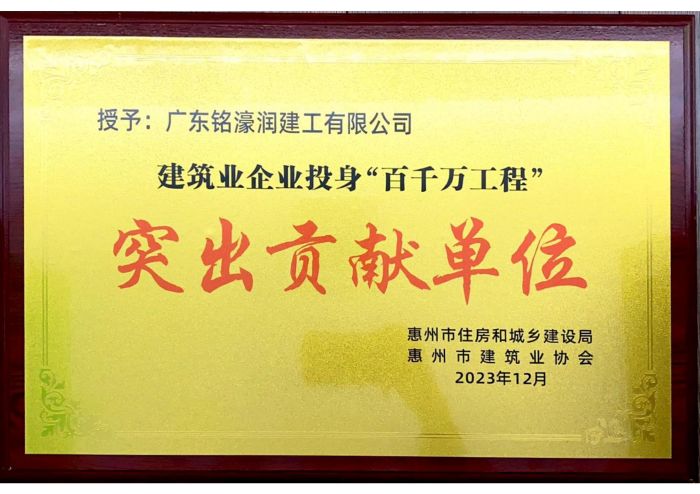 授予：广东铭濠润建工有限公司
建筑业企业投身“百千万工程”
突出贡献单位
惠州市住房和城乡建设局
惠州市建筑业协会
2023年12月